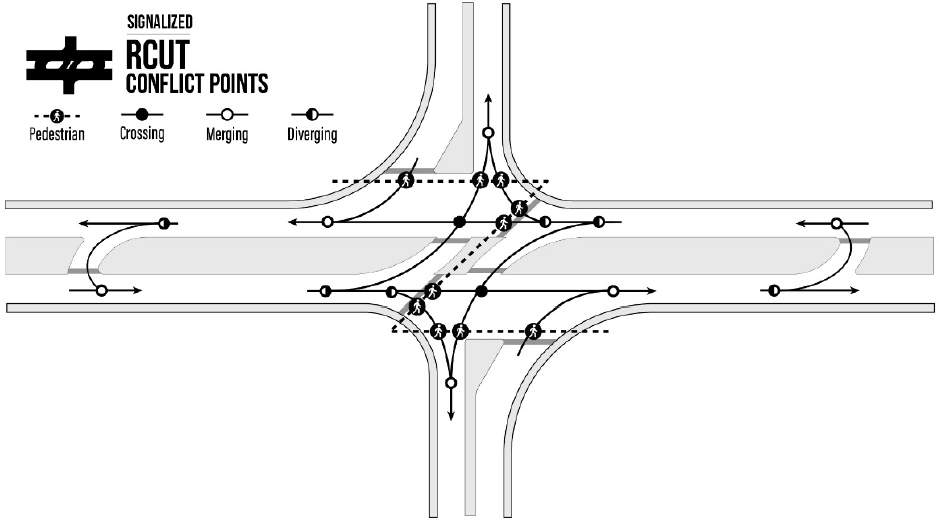 SIGNALIZED
RCUT
CONFLICT POINTS
Pedestrian Crossing Merging Diverging